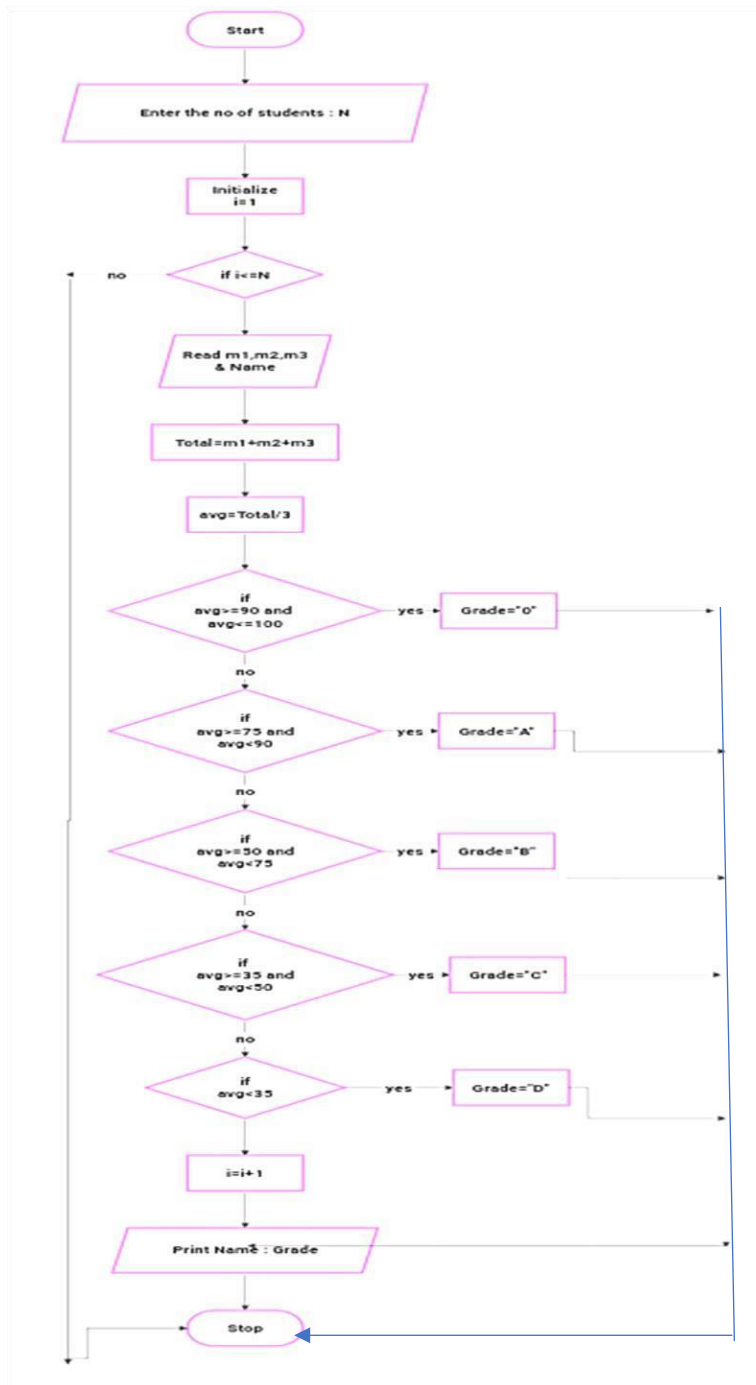 Start
Enter the no of students : N
Initialize
i=1
no
if i<=N
Read m1,m2,m3
& Name
Total=m1+m2+m3
avg=Total/3
if
avg>=90 and
avg<=100
yes
Grade="0"
no
if
avg>=75 and
avg<90
yes
Grade="A"
no
if
avg>=50 and
avg<75
yes
Grade="B"
no
if
avg>=35 and
avg<50
yes
Grade="C"
no
if
avg<35
yes
Grade="D"
i=i+1
Print Name : Grade
Stop